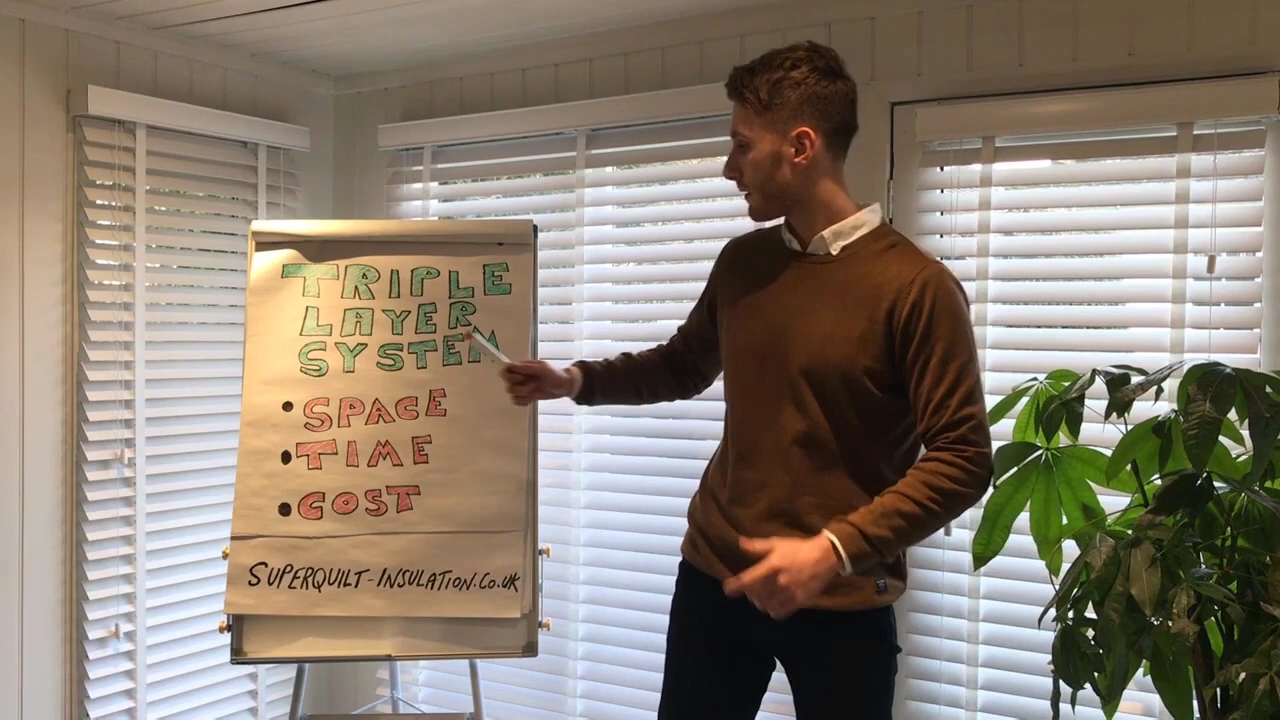 TRIPLE
LAYER
SYSTEM
• SPACE
• TIME
• COST
SUPERQUILT-INSULATION.CO.UK